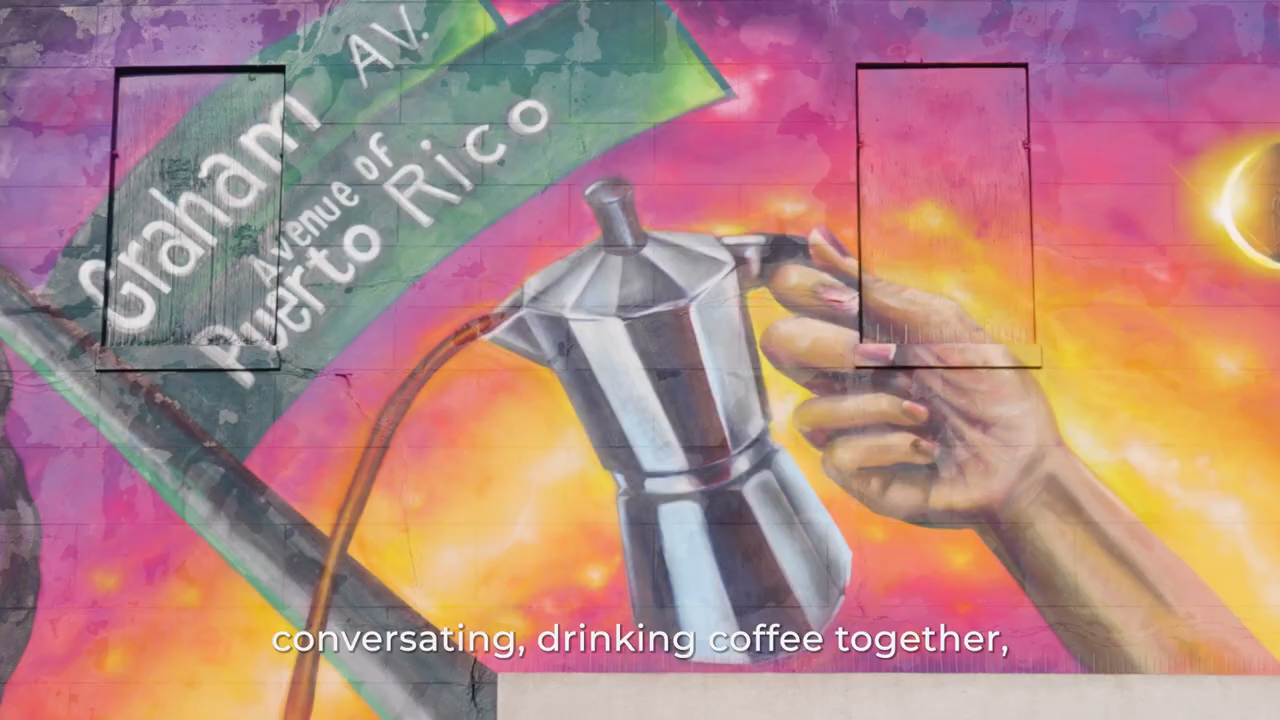 Graham AV.
Avenue of
Puerto Rico
conversating, drinking coffee together,